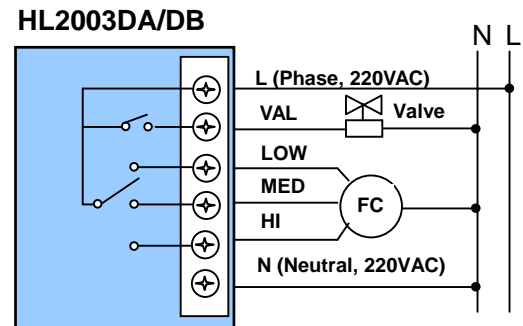 HL2003DA/DB
N L
L (Phase, 220VAC)
VAL Valve
LOW
MED
FC
HI
N (Neutral, 220VAC)